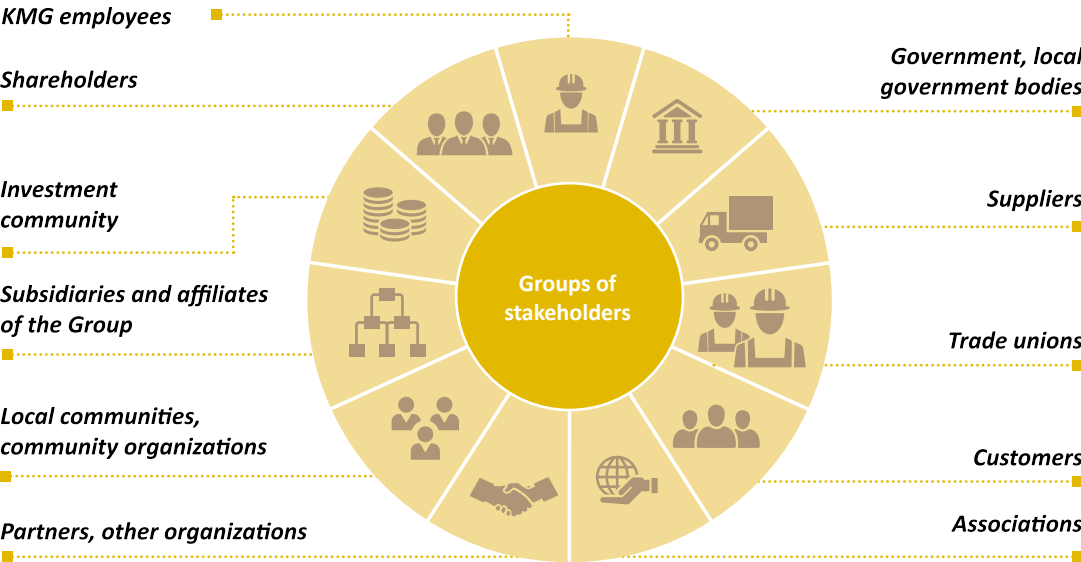 KMG employees
Shareholders
Investment
community
Subsidiaries and affiliates
of the Group
Local communities,
community organizations
Partners, other organizations
Groups of
stakeholders
Government, local
government bodies
Suppliers
Trade unions
Customers
Associations